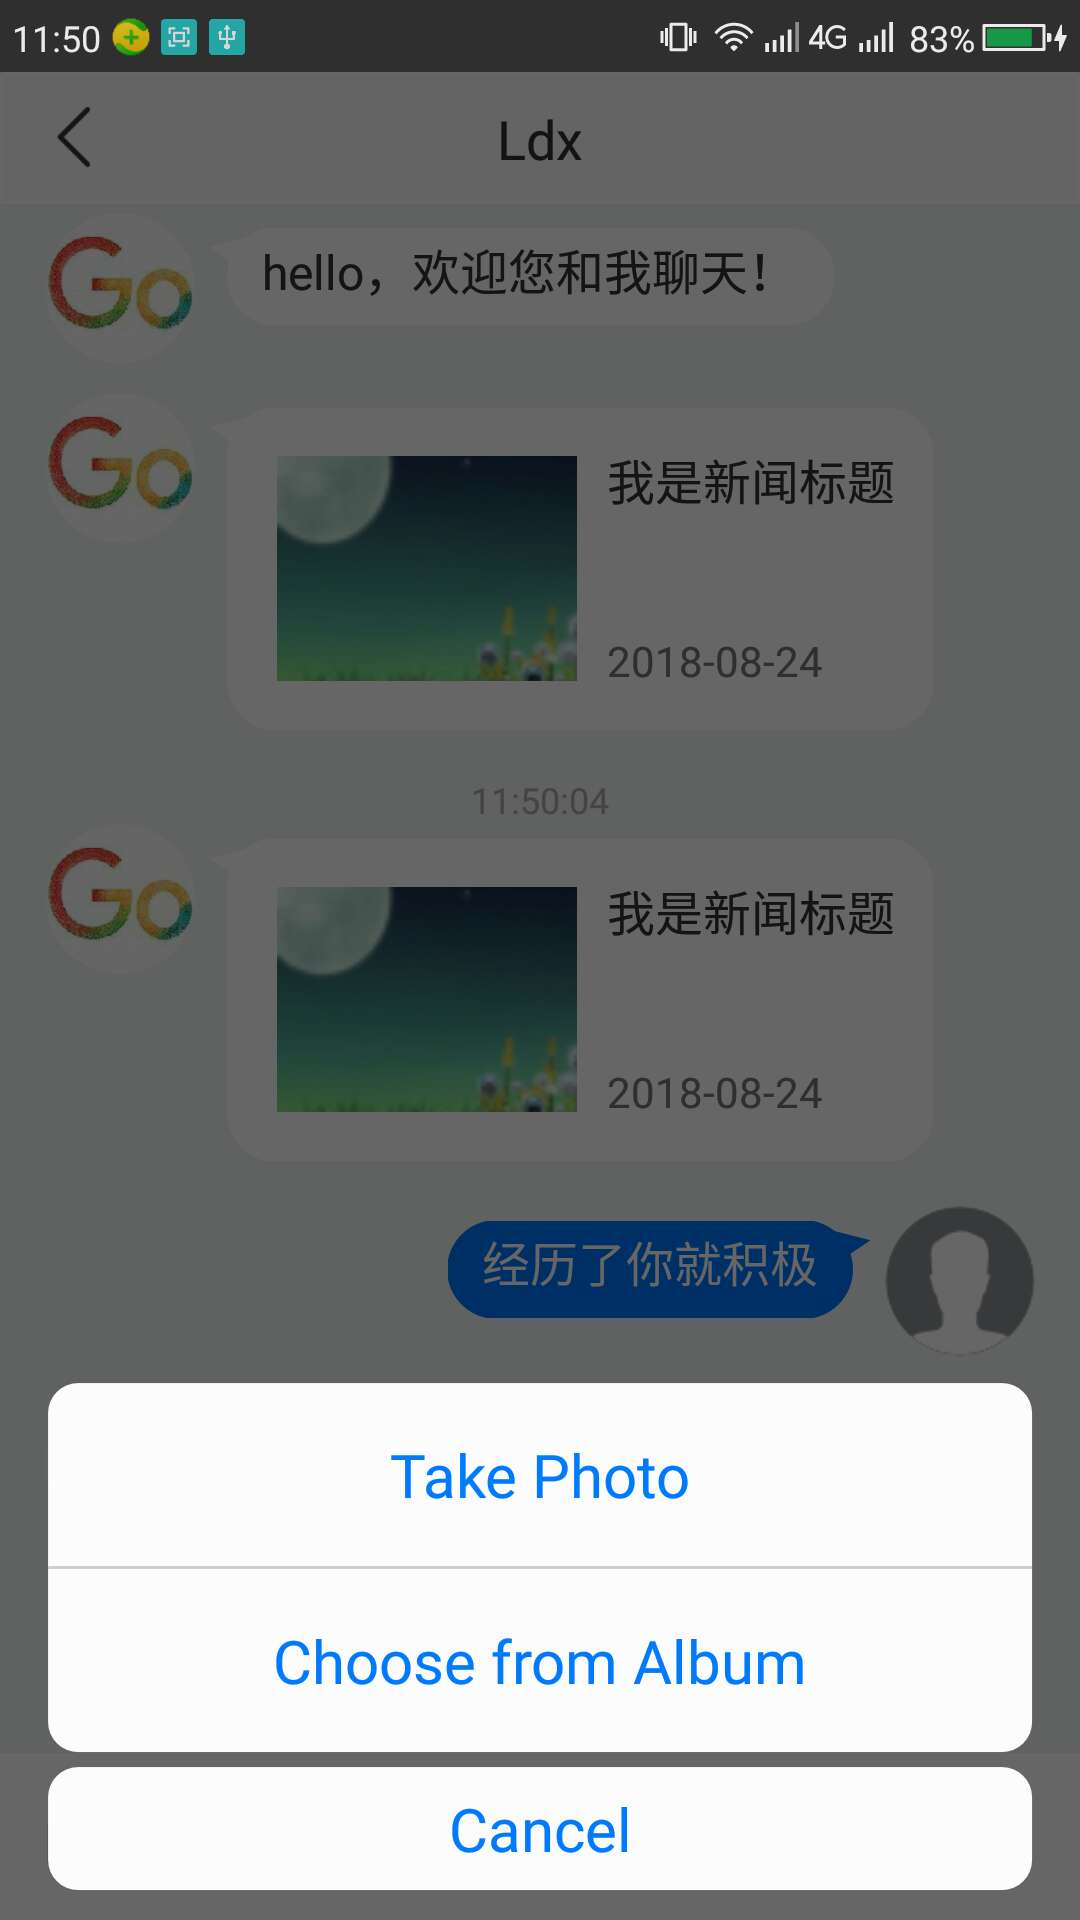 11:50 4G 83%
Ldx
Go hello，欢迎您和我聊天！
Go 我是新闻标题
2018-08-24
11:50:04
Go 我是新闻标题
2018-08-24
经历了你就积极
Take Photo
Choose from Album
Cancel